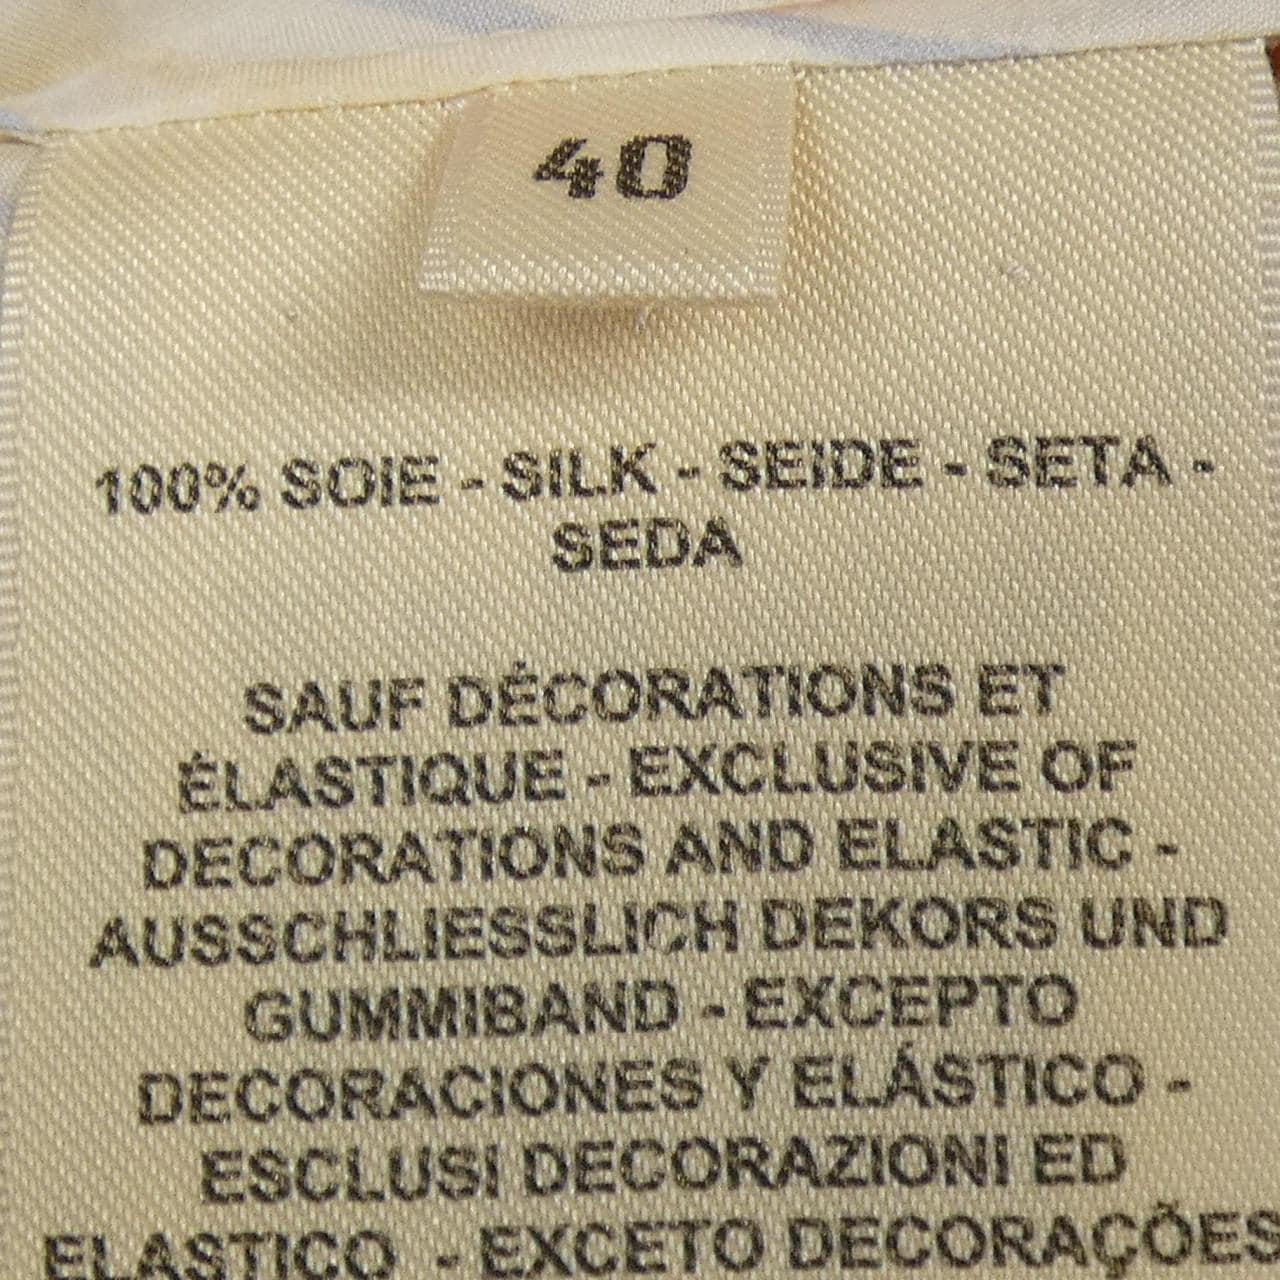 40
100% SOIE - SILK - SEIDE - SETA -
SEDA
SAUF DÉCORATIONS ET
ÉLASTIQUE - EXCLUSIVE OF
DECORATIONS AND ELASTIC -
AUSSCHLIESSLICH DEKORS UND
GUMMIBAND - EXCEPTO
DECORACIONES Y ELÁSTICO -
ESCLUSI DECORAZIONI ED
ELASTICO - EXCETO DECORAÇÕES